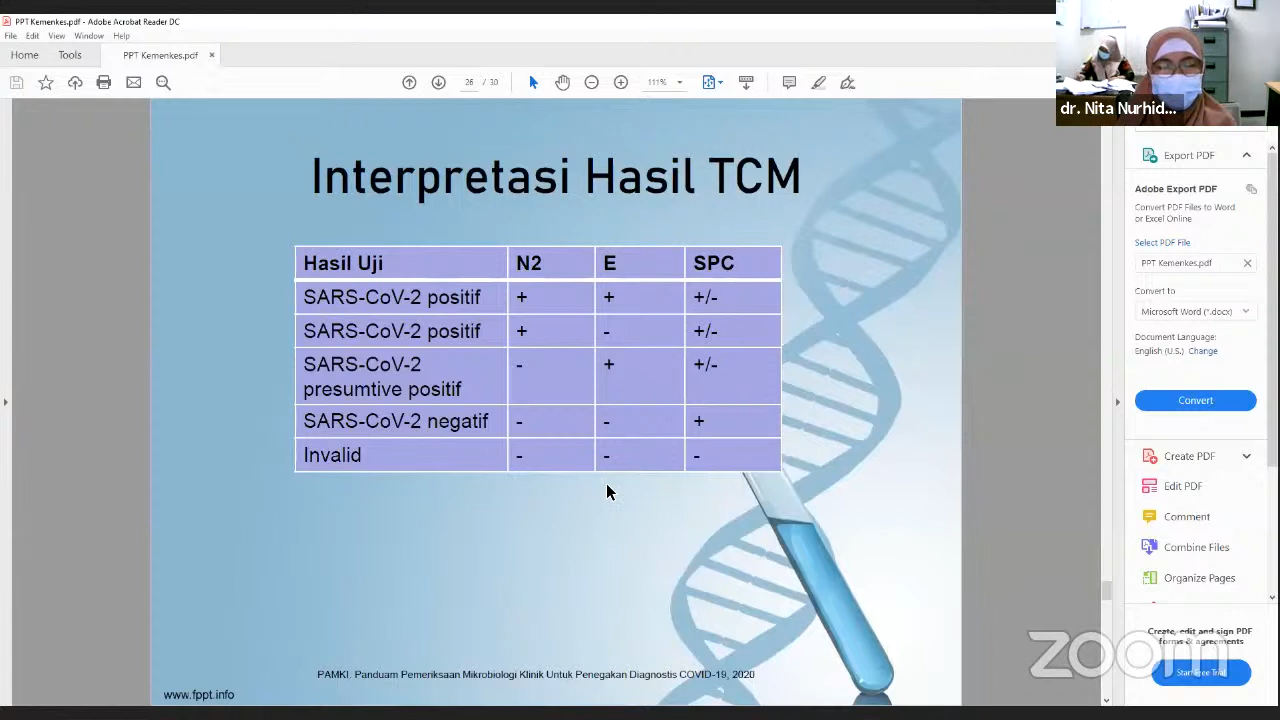 PPT Kemenkes.pdf - Adobe Acrobat Reader DC
File Edit View Window Help
Home Tools PPT Kemenkes.pdf ×
26 / 30 111%
dr. Nita Nurhid...
Interpretasi Hasil TCM
Hasil Uji N2 E SPC
SARS-CoV-2 positif + + +/-
SARS-CoV-2 positif + - +/-
SARS-CoV-2
presumtive positif - + +/-
SARS-CoV-2 negatif - - +
Invalid - - -
PAMKI. Panduan Pemeriksaan Mikrobiologi Klinik Untuk Penegakan Diagnostis COVID-19, 2020
www.fppt.info
Export PDF
Adobe Export PDF
Convert PDF Files to Word
or Excel Online
Select PDF File
PPT Kemenkes.pdf
Convert to
Microsoft Word (*.docx)
Document Language:
English (U.S.) Change
Convert
Create PDF
Edit PDF
Comment
Combine Files
Organize Pages
Create, edit and sign PDF
forms & agreements
Start Free Trial
zoom